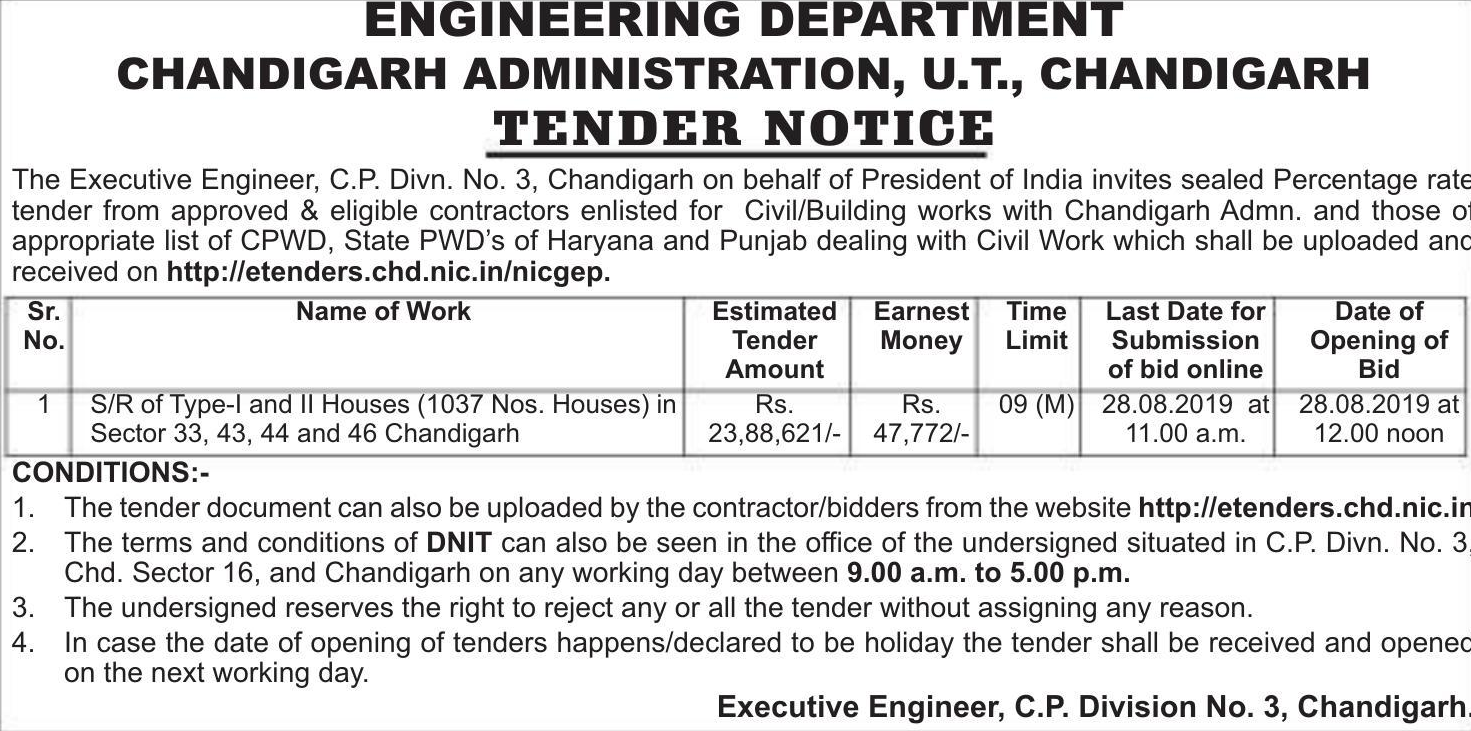 ENGINEERING DEPARTMENT
CHANDIGARH ADMINISTRATION, U.T., CHANDIGARH
TENDER NOTICE
The Executive Engineer, C.P. Divn. No. 3, Chandigarh on behalf of President of India invites sealed Percentage rate
tender from approved & eligible contractors enlisted for Civil/Building works with Chandigarh Admn. and those of
appropriate list of CPWD, State PWD's of Haryana and Punjab dealing with Civil Work which shall be uploaded and
received on http://etenders.chd.nic.in/nicgep.
Sr. Name of Work Estimated Earnest Time Last Date for Date of
No. Tender Money Limit Submission Opening of
Amount of bid online Bid
1 S/R of Type-I and II Houses (1037 Nos. Houses) in Rs. Rs. 09 (M) 28.08.2019 at 28.08.2019 at
Sector 33, 43, 44 and 46 Chandigarh 23,88,621/- 47,772/- 11.00 a.m. 12.00 noon
CONDITIONS:-
1. The tender document can also be uploaded by the contractor/bidders from the website http://etenders.chd.nic.in
2. The terms and conditions of DNIT can also be seen in the office of the undersigned situated in C.P. Divn. No. 3,
Chd. Sector 16, and Chandigarh on any working day between 9.00 a.m. to 5.00 p.m.
3. The undersigned reserves the right to reject any or all the tender without assigning any reason.
4. In case the date of opening of tenders happens/declared to be holiday the tender shall be received and opened
on the next working day.
Executive Engineer, C.P. Division No. 3, Chandigarh.